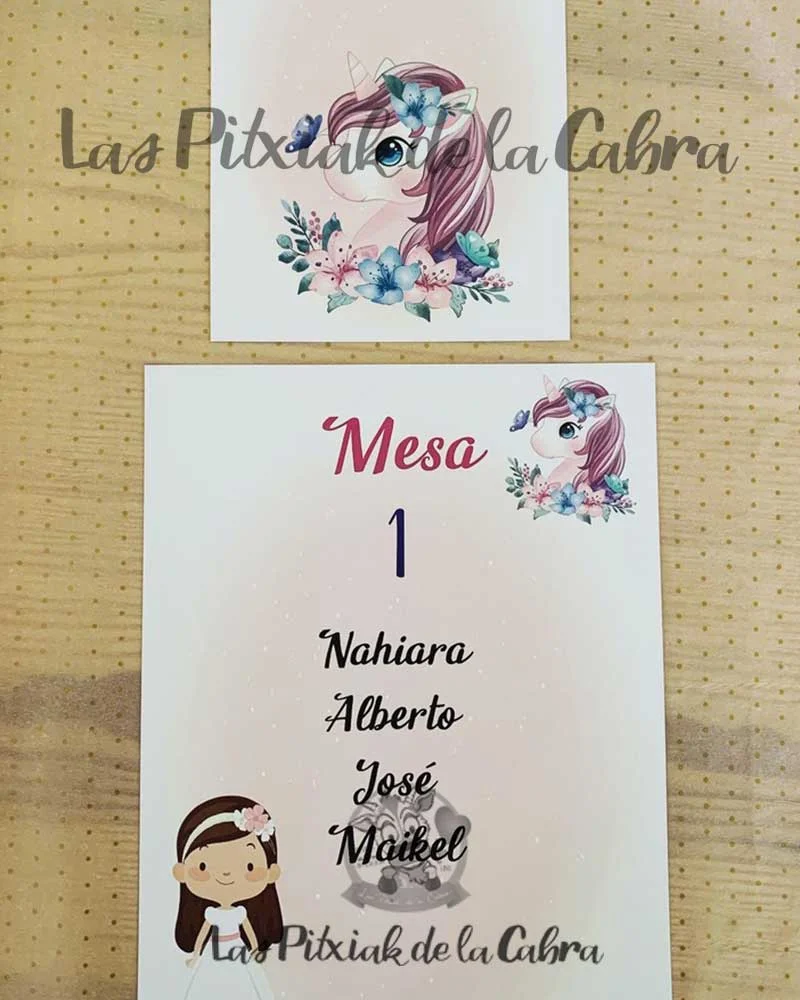 Las Pitxiak de la Cabra
Mesa
1
Nahiara
Alberto
José
Maikel
Las Pitxiak de la Cabra